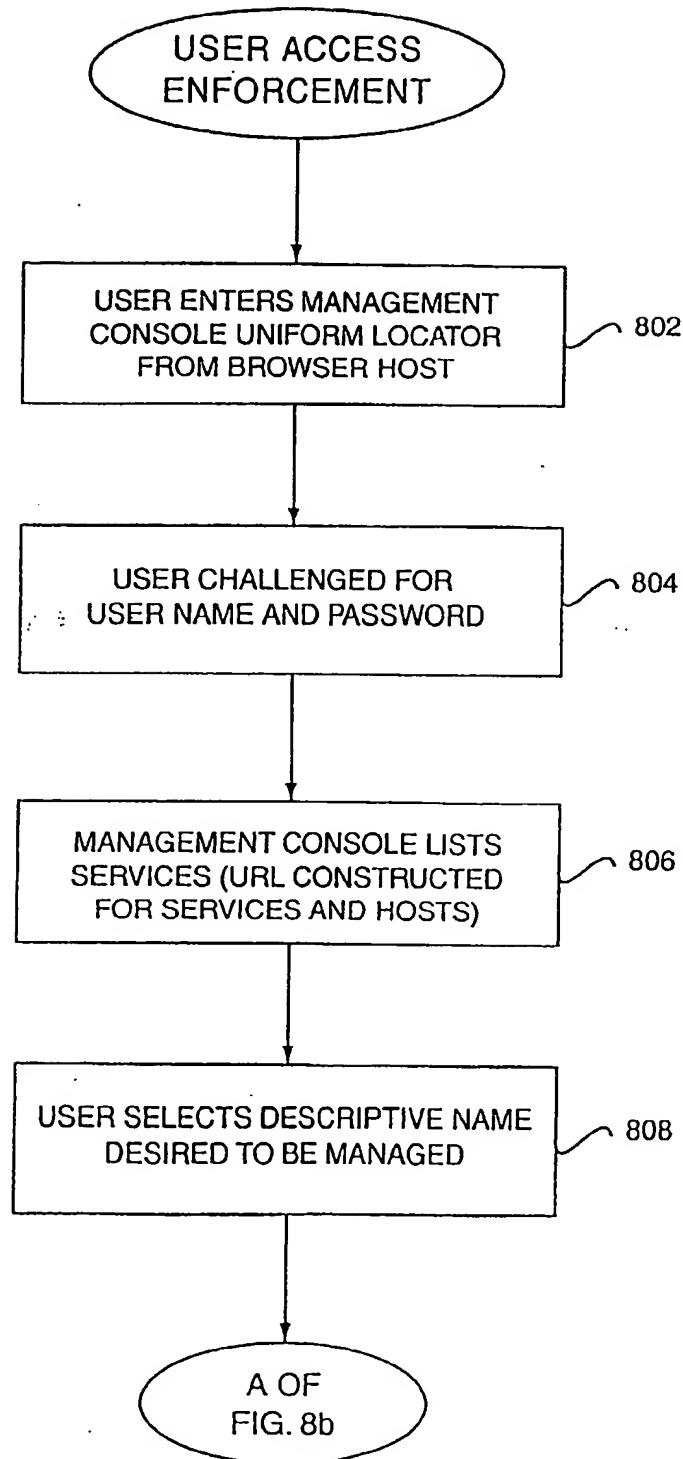 USER ACCESS
ENFORCEMENT
USER ENTERS MANAGEMENT
CONSOLE UNIFORM LOCATOR
FROM BROWSER HOST
802
USER CHALLENGED FOR
USER NAME AND PASSWORD
804
MANAGEMENT CONSOLE LISTS
SERVICES (URL CONSTRUCTED
FOR SERVICES AND HOSTS)
806
USER SELECTS DESCRIPTIVE NAME
DESIRED TO BE MANAGED
808
A OF
FIG. 8b